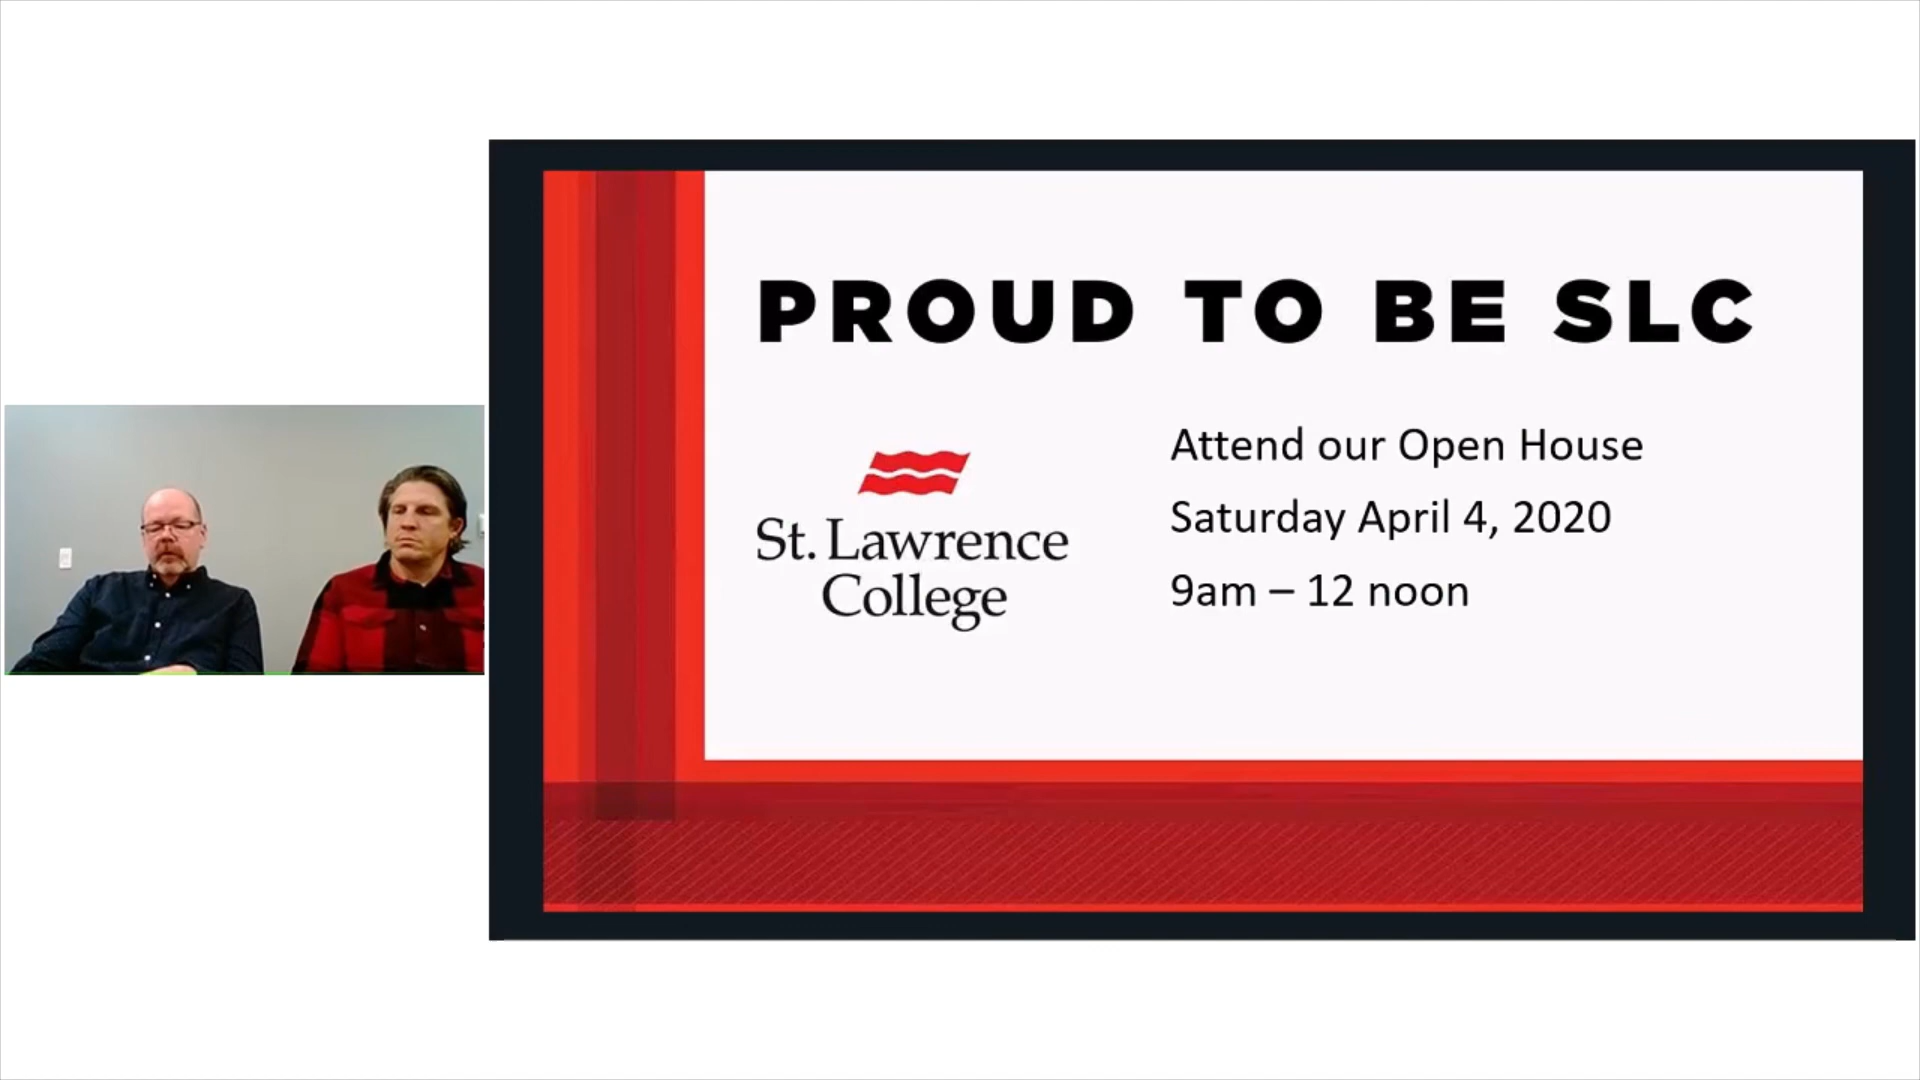 PROUD TO BE SLC
St. Lawrence
College
Attend our Open House
Saturday April 4, 2020
9am – 12 noon